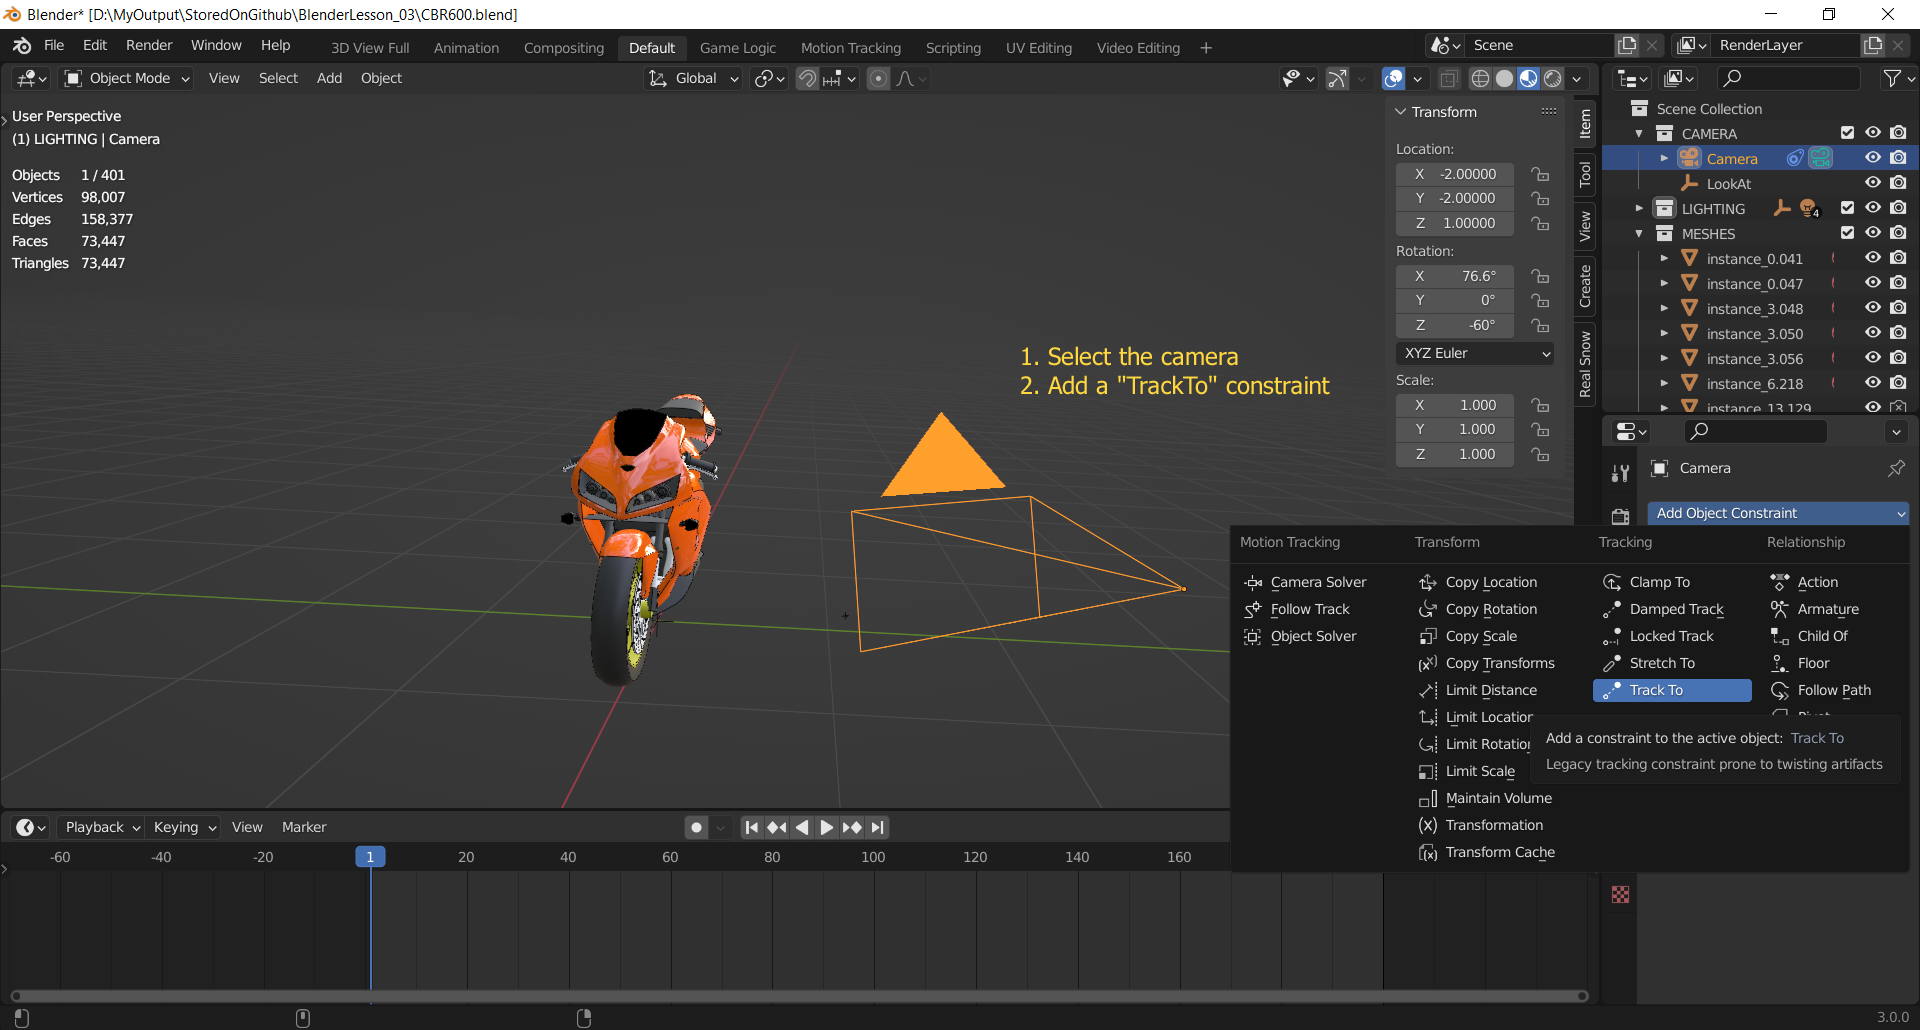 Blender* [D:\MyOutput\StoredOnGithub\BlenderLesson_03\CBR600.blend]
File Edit Render Window Help 3D View Full Animation Compositing Default Game Logic Motion Tracking Scripting UV Editing Video Editing + Scene RenderLayer
Object Mode View Select Add Object Global
User Perspective
(1) LIGHTING | Camera
Objects 1 / 401
Vertices 98,007
Edges 158,377
Faces 73,447
Triangles 73,447
1. Select the camera
2. Add a "TrackTo" constraint
Transform
Location:
X -2.00000
Y -2.00000
Z 1.00000
Rotation:
X 76.6°
Y 0°
Z -60°
XYZ Euler
Scale:
X 1.000
Y 1.000
Z 1.000
Item
Tool
View
Create
Real Snow
Scene Collection
CAMERA
Camera
LookAt
LIGHTING 4
MESHES
instance_0.041
instance_0.047
instance_3.048
instance_3.050
instance_3.056
instance_6.218
instance_13.129
Camera
Add Object Constraint
Motion Tracking
Camera Solver
Follow Track
Object Solver
Transform
Copy Location
Copy Rotation
Copy Scale
Copy Transforms
Limit Distance
Limit Location
Limit Rotation
Limit Scale
Maintain Volume
Transformation
Transform Cache
Tracking
Clamp To
Damped Track
Locked Track
Stretch To
Track To
Relationship
Action
Armature
Child Of
Floor
Follow Path
Add a constraint to the active object: Track To
Legacy tracking constraint prone to twisting artifacts
Playback Keying View Marker
-60 -40 -20 1 20 40 60 80 100 120 140 160
3.0.0